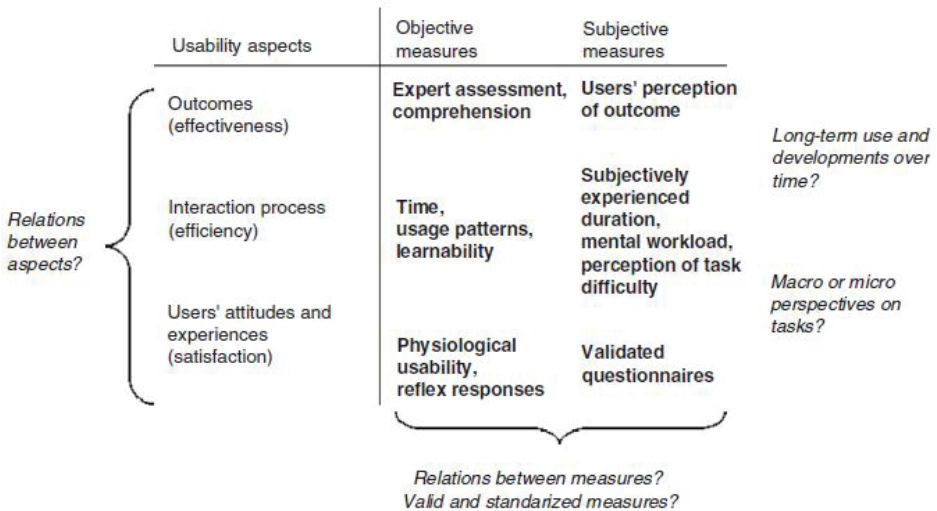 Usability aspects
Objective
measures
Subjective
measures
Outcomes
(effectiveness)
Expert assessment,
comprehension
Users' perception
of outcome
Interaction process
(efficiency)
Time,
usage patterns,
learnability
Subjectively
experienced
duration,
mental workload,
perception of task
difficulty
Users' attitudes and
experiences
(satisfaction)
Physiological
usability,
reflex responses
Validated
questionnaires
Relations
between
aspects?
Long-term use and
developments over
time?
Macro or micro
perspectives on
tasks?
Relations between measures?
Valid and standarized measures?